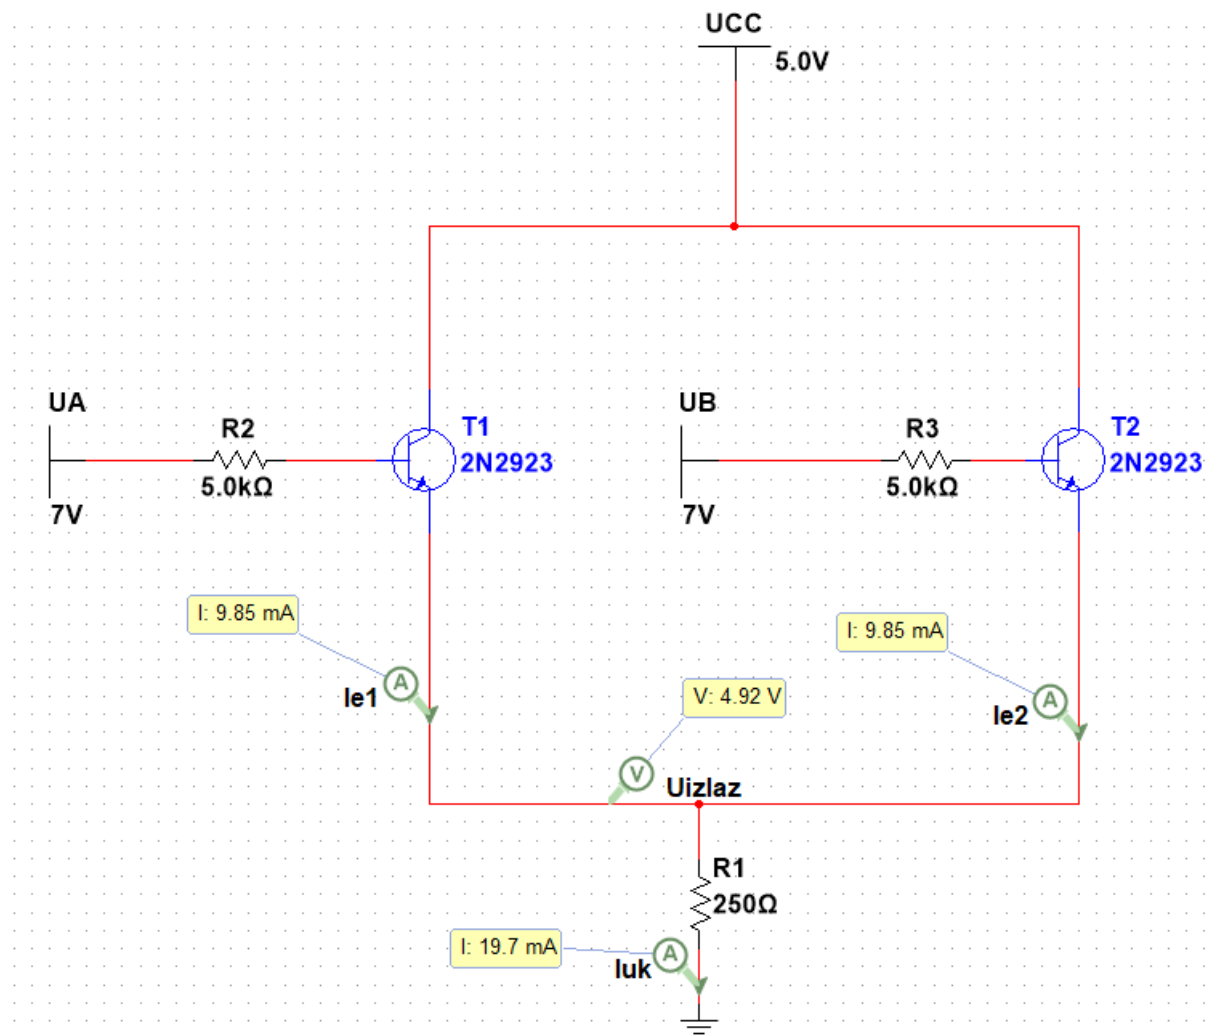 UCC
5.0V
UA
R2
5.0kΩ
7V
T1
2N2923
UB
R3
5.0kΩ
7V
T2
2N2923
I: 9.85 mA
Ie1
I: 9.85 mA
Ie2
V: 4.92 V
V
A
A
Uizlaz
R1
250Ω
I: 19.7 mA
A
Iuk